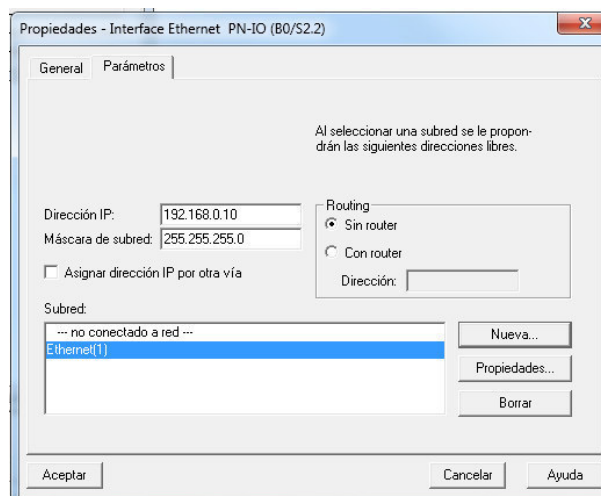 Propiedades - Interface Ethernet PN-IO (B0/S2.2)
General
Parámetros
Al seleccionar una subred se le propon-
drán las siguientes direcciones libres.
Dirección IP: 192.168.0.10
Máscara de subred: 255.255.255.0
Asignar dirección IP por otra vía
Routing
Sin router
Con router
Dirección:
Subred:
--- no conectado a red ---
Ethernet(1)
Nueva...
Propiedades...
Borrar
Aceptar
Cancelar
Ayuda